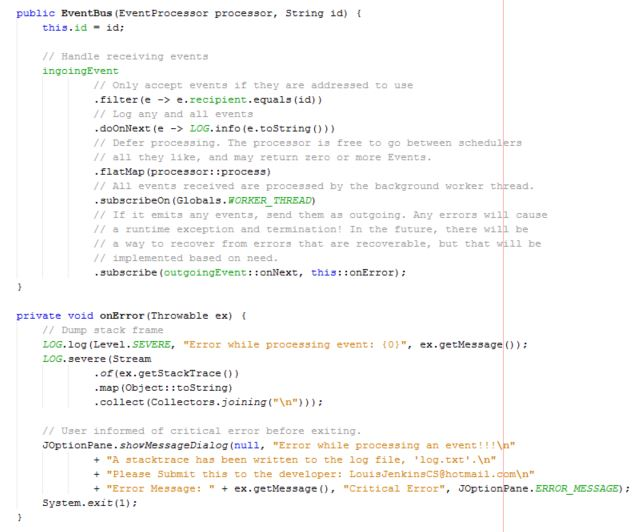 public EventBus(EventProcessor processor, String id) {
    this.id = id;

    // Handle receiving events
    ingoingEvent
            // Only accept events if they are addressed to use
            .filter(e -> e.recipient.equals(id))
            // Log any and all events
            .doOnNext(e -> LOG.info(e.toString()))
            // Defer processing. The processor is free to go between schedulers
            // all they like, and may return zero or more Events.
            .flatMap(processor::process)
            // All events received are processed by the background worker thread.
            .subscribeOn(Globals.WORKER_THREAD)
            // If it emits any events, send them as outgoing. Any errors will cause
            // a runtime exception and termination! In the future, there will be
            // a way to recover from errors that are recoverable, but that will be
            // implemented based on need.
            .subscribe(outgoingEvent::onNext, this::onError);
}

private void onError(Throwable ex) {
    // Dump stack frame
    LOG.log(Level.SEVERE, "Error while processing event: {0}", ex.getMessage());
    LOG.severe(Stream
            .of(ex.getStackTrace())
            .map(Object::toString)
            .collect(Collectors.joining("\n")));

    // User informed of critical error before exiting.
    JOptionPane.showMessageDialog(null, "Error while processing an event!!!\n"
            + "A stacktrace has been written to the log file, 'log.txt'.\n"
            + "Please Submit this to the developer: LouisJenkinsCS@hotmail.com\n"
            + "Error Message: " + ex.getMessage(), "Critical Error", JOptionPane.ERROR_MESSAGE);
    System.exit(1);
}